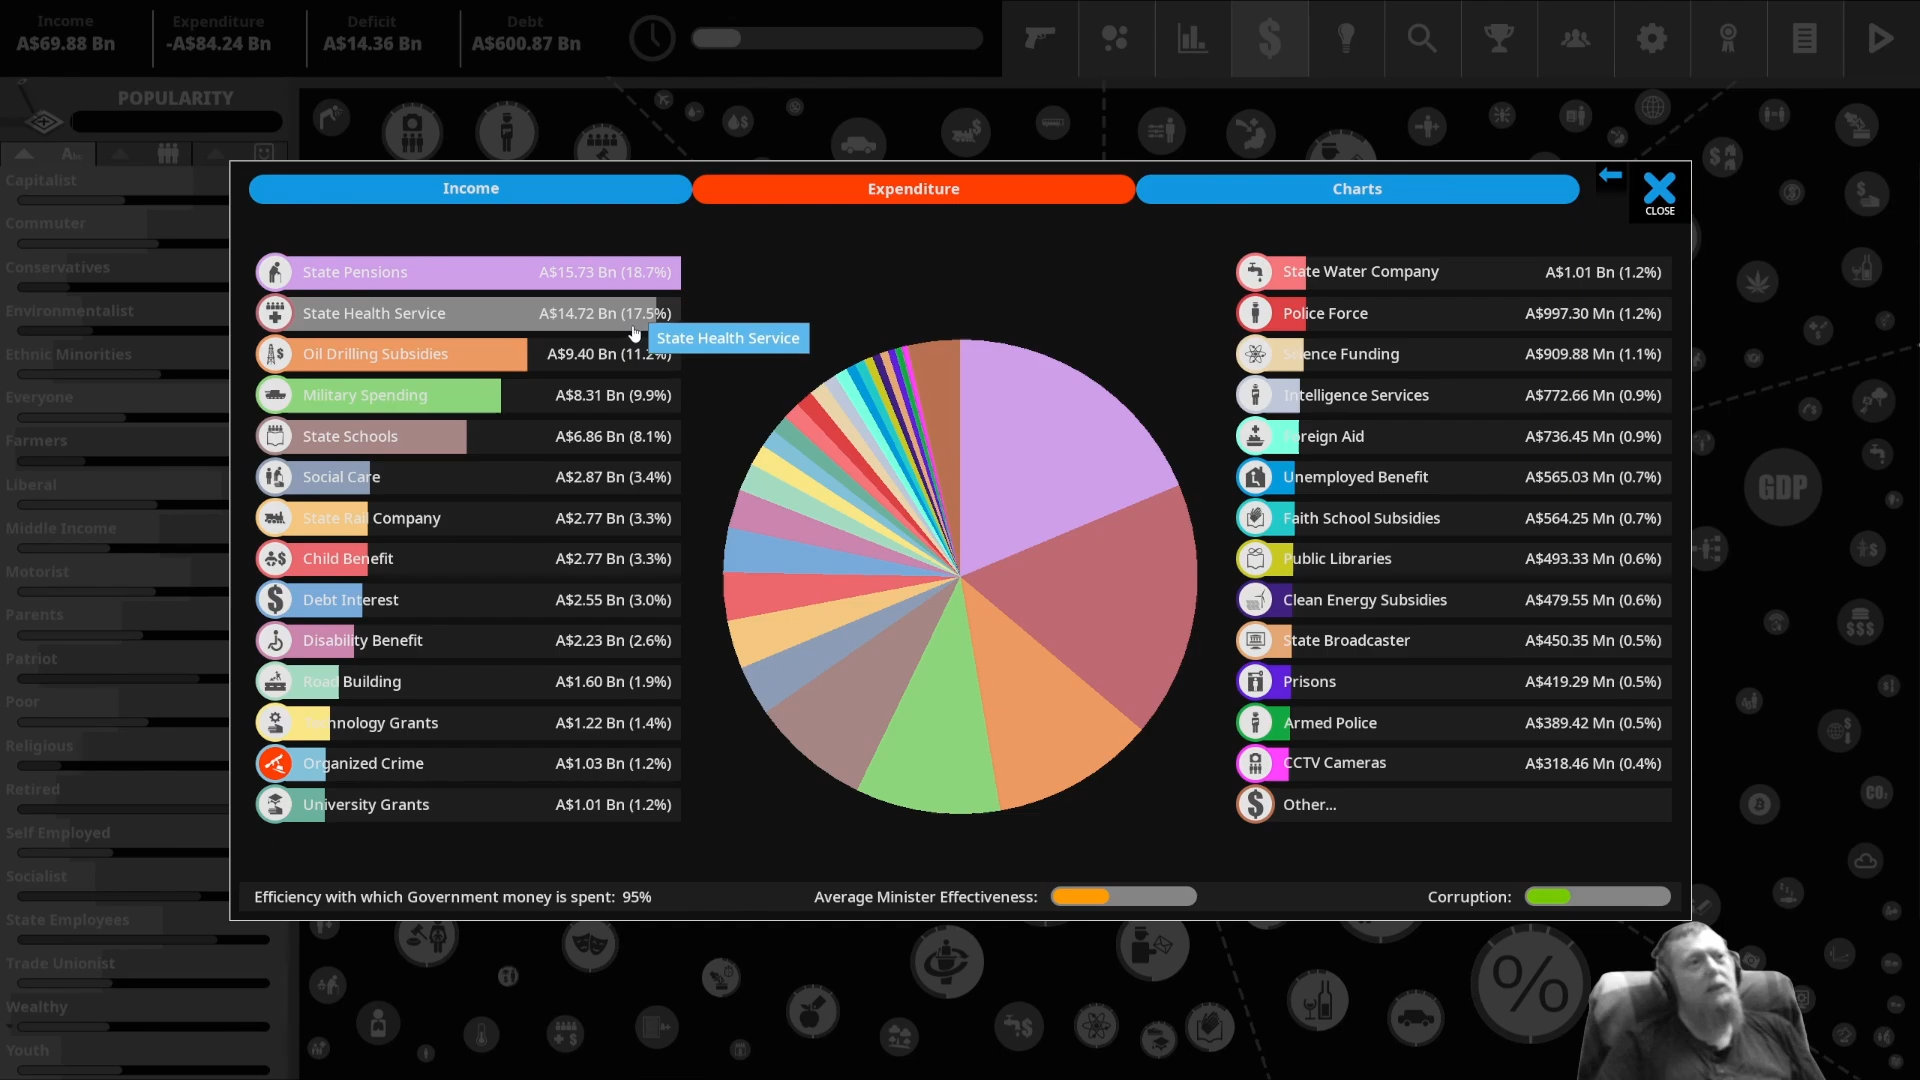 Income
Expenditure
Deficit
Debt
A$69.88 Bn
-A$84.24 Bn
A$14.36 Bn
A$600.87 Bn
POPULARITY
Capitalist
Commuter
Conservatives
Environmentalist
Ethnic Minorities
Everyone
Farmers
Liberal
Middle Income
Motorist
Parents
Patriot
Poor
Religious
Retired
Self Employed
Socialist
State Employees
Trade Unionist
Wealthy
Youth
Income
Expenditure
Charts
CLOSE
State Pensions A$15.73 Bn (18.7%)
State Health Service A$14.72 Bn (17.5%)
State Health Service
Oil Drilling Subsidies A$9.40 Bn (11.2%)
Military Spending A$8.31 Bn (9.9%)
State Schools A$6.86 Bn (8.1%)
Social Care A$2.87 Bn (3.4%)
State Rail Company A$2.77 Bn (3.3%)
Child Benefit A$2.77 Bn (3.3%)
Debt Interest A$2.55 Bn (3.0%)
Disability Benefit A$2.23 Bn (2.6%)
Road Building A$1.60 Bn (1.9%)
Technology Grants A$1.22 Bn (1.4%)
Organized Crime A$1.03 Bn (1.2%)
University Grants A$1.01 Bn (1.2%)
State Water Company A$1.01 Bn (1.2%)
Police Force A$997.30 Mn (1.2%)
Science Funding A$909.88 Mn (1.1%)
Intelligence Services A$772.66 Mn (0.9%)
Foreign Aid A$736.45 Mn (0.9%)
Unemployed Benefit A$565.03 Mn (0.7%)
Faith School Subsidies A$564.25 Mn (0.7%)
Public Libraries A$493.33 Mn (0.6%)
Clean Energy Subsidies A$479.55 Mn (0.6%)
State Broadcaster A$450.35 Mn (0.5%)
Prisons A$419.29 Mn (0.5%)
Armed Police A$389.42 Mn (0.5%)
CCTV Cameras A$318.46 Mn (0.4%)
Other...
Efficiency with which Government money is spent: 95%
Average Minister Effectiveness:
Corruption:
GDP
$$$
CO₂
%